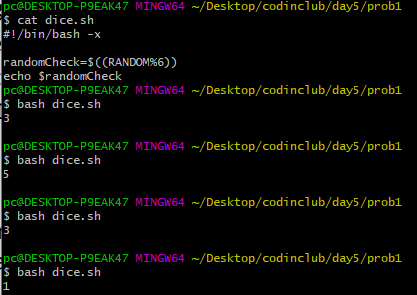 pc@DESKTOP-P9EAK47 MINGW64 ~/Desktop/codinclub/day5/prob1
$ cat dice.sh
#!/bin/bash -x
randomCheck=$((RANDOM%6))
echo $randomCheck
pc@DESKTOP-P9EAK47 MINGW64 ~/Desktop/codinclub/day5/prob1
$ bash dice.sh
3
pc@DESKTOP-P9EAK47 MINGW64 ~/Desktop/codinclub/day5/prob1
$ bash dice.sh
5
pc@DESKTOP-P9EAK47 MINGW64 ~/Desktop/codinclub/day5/prob1
$ bash dice.sh
3
pc@DESKTOP-P9EAK47 MINGW64 ~/Desktop/codinclub/day5/prob1
$ bash dice.sh
1